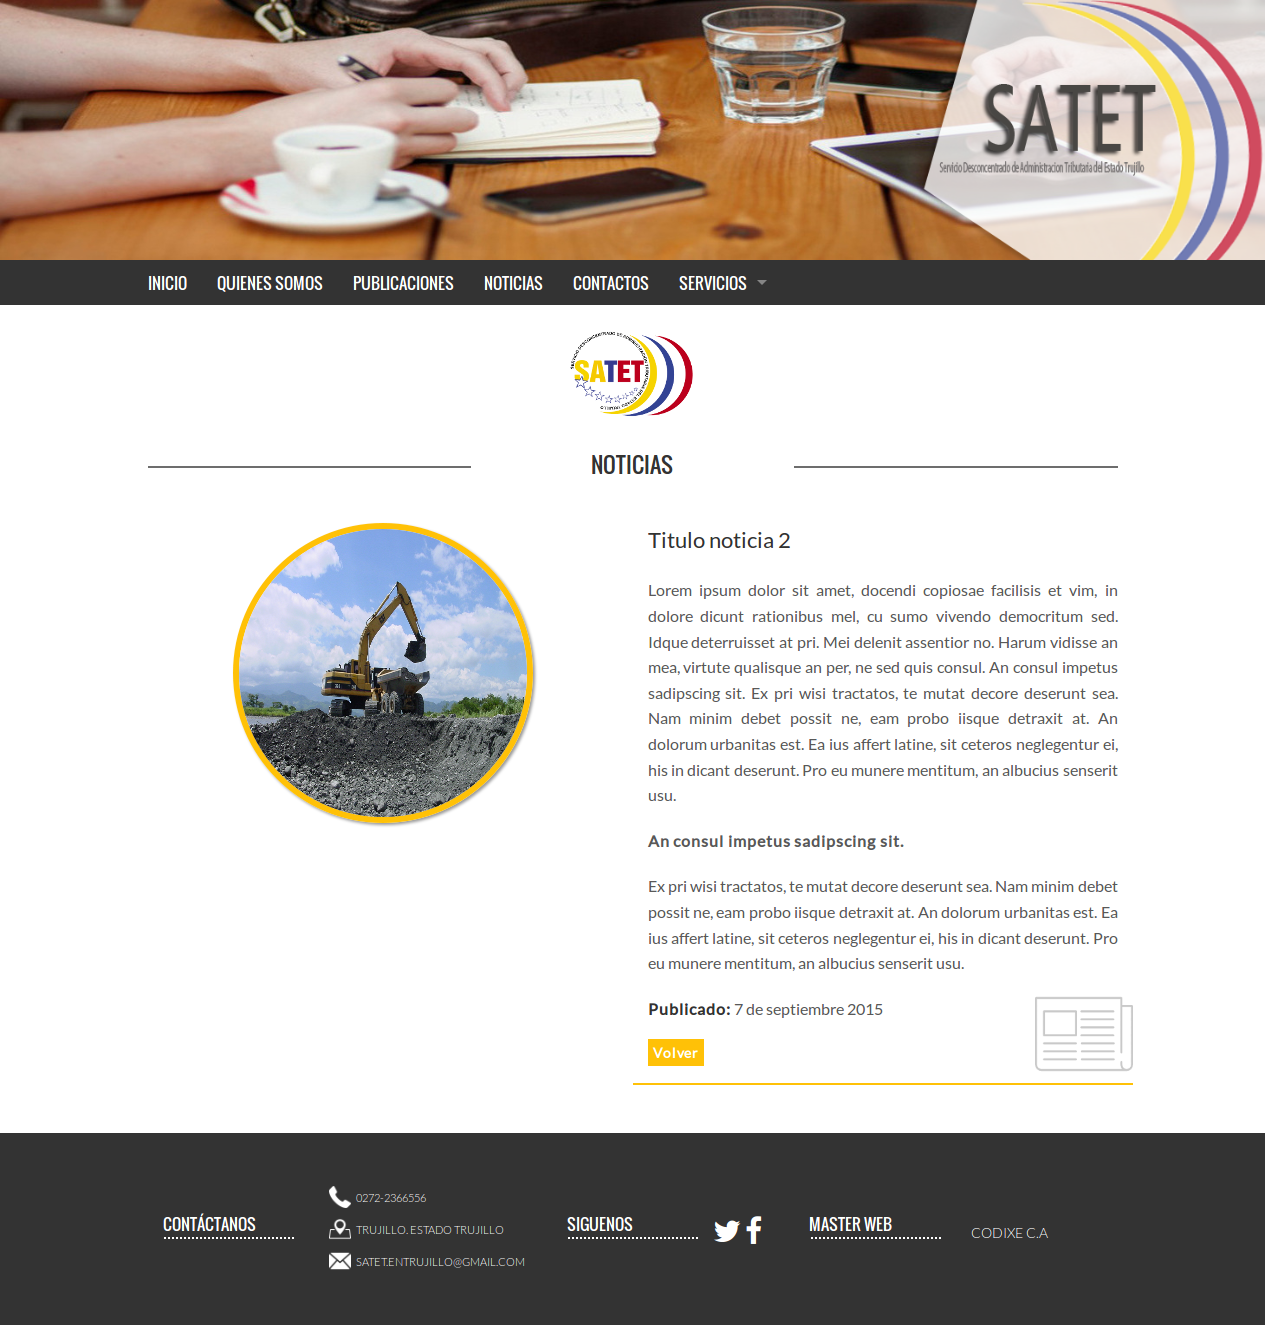 SATET
Servicio Desconcentrado de Administracion Tributaria del Estado Trujillo
INICIO QUIENES SOMOS PUBLICACIONES NOTICIAS CONTACTOS SERVICIOS
SATET
NOTICIAS
Titulo noticia 2
Lorem ipsum dolor sit amet, docendi copiosae facilisis et vim, in
dolore dicunt rationibus mel, cu sumo vivendo democritum sed.
Idque deterruisset at pri. Mei delenit assentior no. Harum vidisse an
mea, virtute qualisque an per, ne sed quis consul. An consul impetus
sadipscing sit. Ex pri wisi tractatos, te mutat decore deserunt sea.
Nam minim debet possit ne, eam probo iisque detraxit at. An
dolorum urbanitas est. Ea ius affert latine, sit ceteros neglegentur ei,
his in dicant deserunt. Pro eu munere mentitum, an albucius senserit
usu.
An consul impetus sadipscing sit.
Ex pri wisi tractatos, te mutat decore deserunt sea. Nam minim debet
possit ne, eam probo iisque detraxit at. An dolorum urbanitas est. Ea
ius affert latine, sit ceteros neglegentur ei, his in dicant deserunt. Pro
eu munere mentitum, an albucius senserit usu.
Publicado: 7 de septiembre 2015
Volver
CONTÁCTANOS
0272-2366556
TRUJILLO. ESTADO TRUJILLO
SATET.ENTRUJILLO@GMAIL.COM
SIGUENOS
MASTER WEB
CODIXE C.A